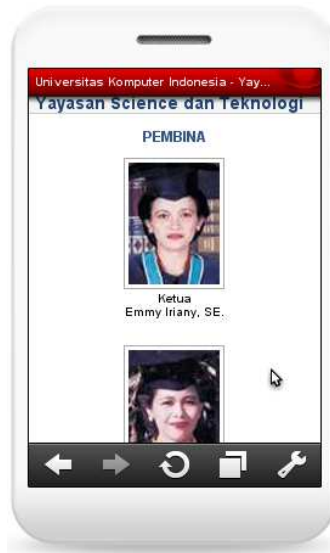 Universitas Komputer Indonesia - Yay...
Yayasan Science dan Teknologi
PEMBINA
Ketua
Emmy Iriany, SE.